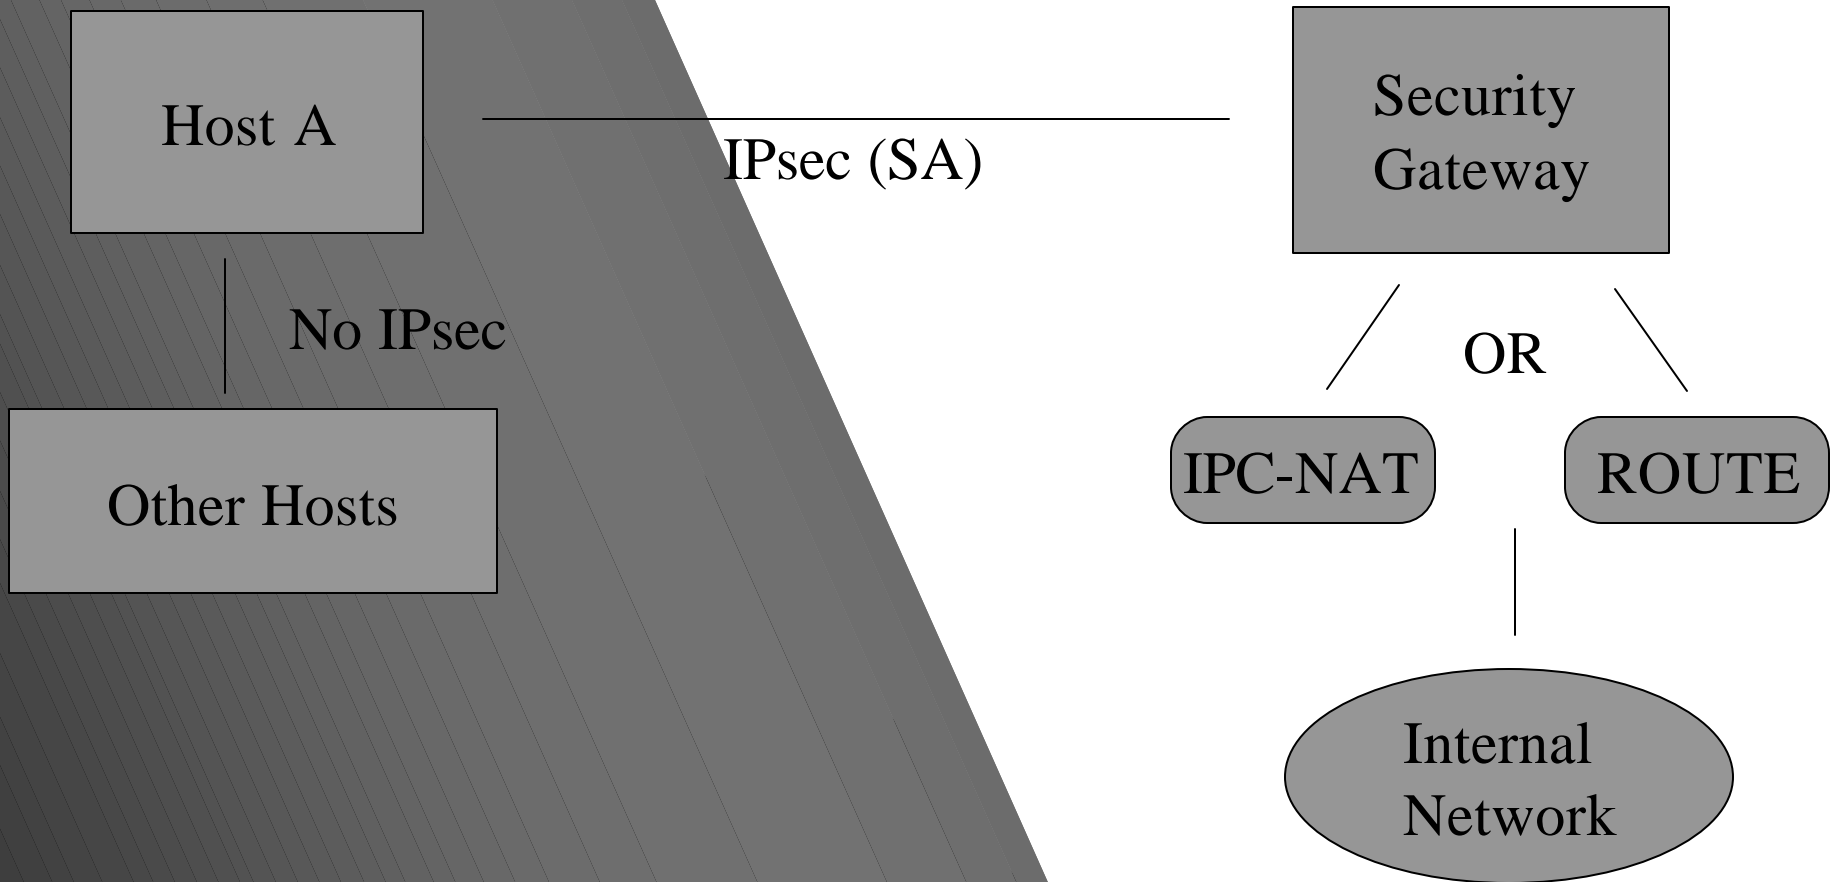 Host A
IPsec (SA)
Security
Gateway
No IPsec
OR
Other Hosts
IPC-NAT
ROUTE
Internal
Network